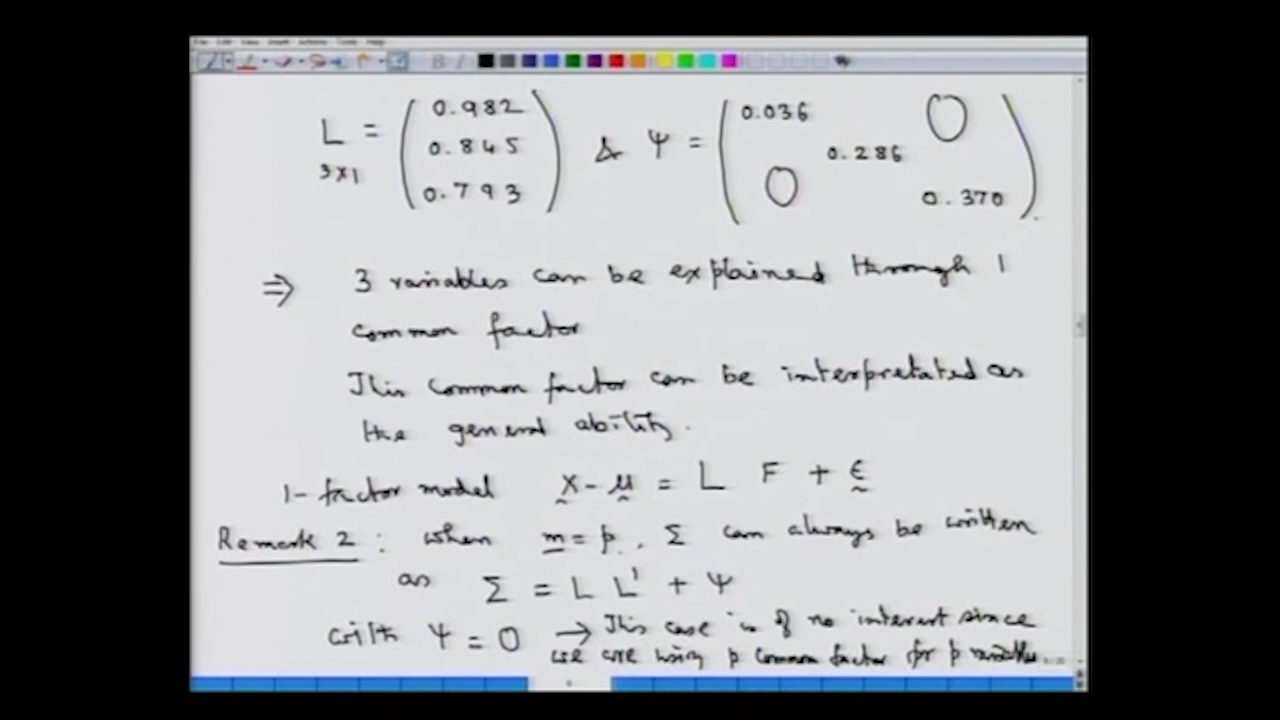 L = ( 0.982 & Ψ = ( 0.036 0
3x1 0.845 0.286
0.793 ) 0 0.370 ) .
⇒ 3 variables can be explained through 1
common factor
This common factor can be interpretated as
the general ability.
1-factor model X - μ = L F + ε
Remark 2 : when m = p , Σ can always be written
as Σ = L L' + Ψ
with Ψ = 0 → This case is of no interest since
we are using p common factor for p variables